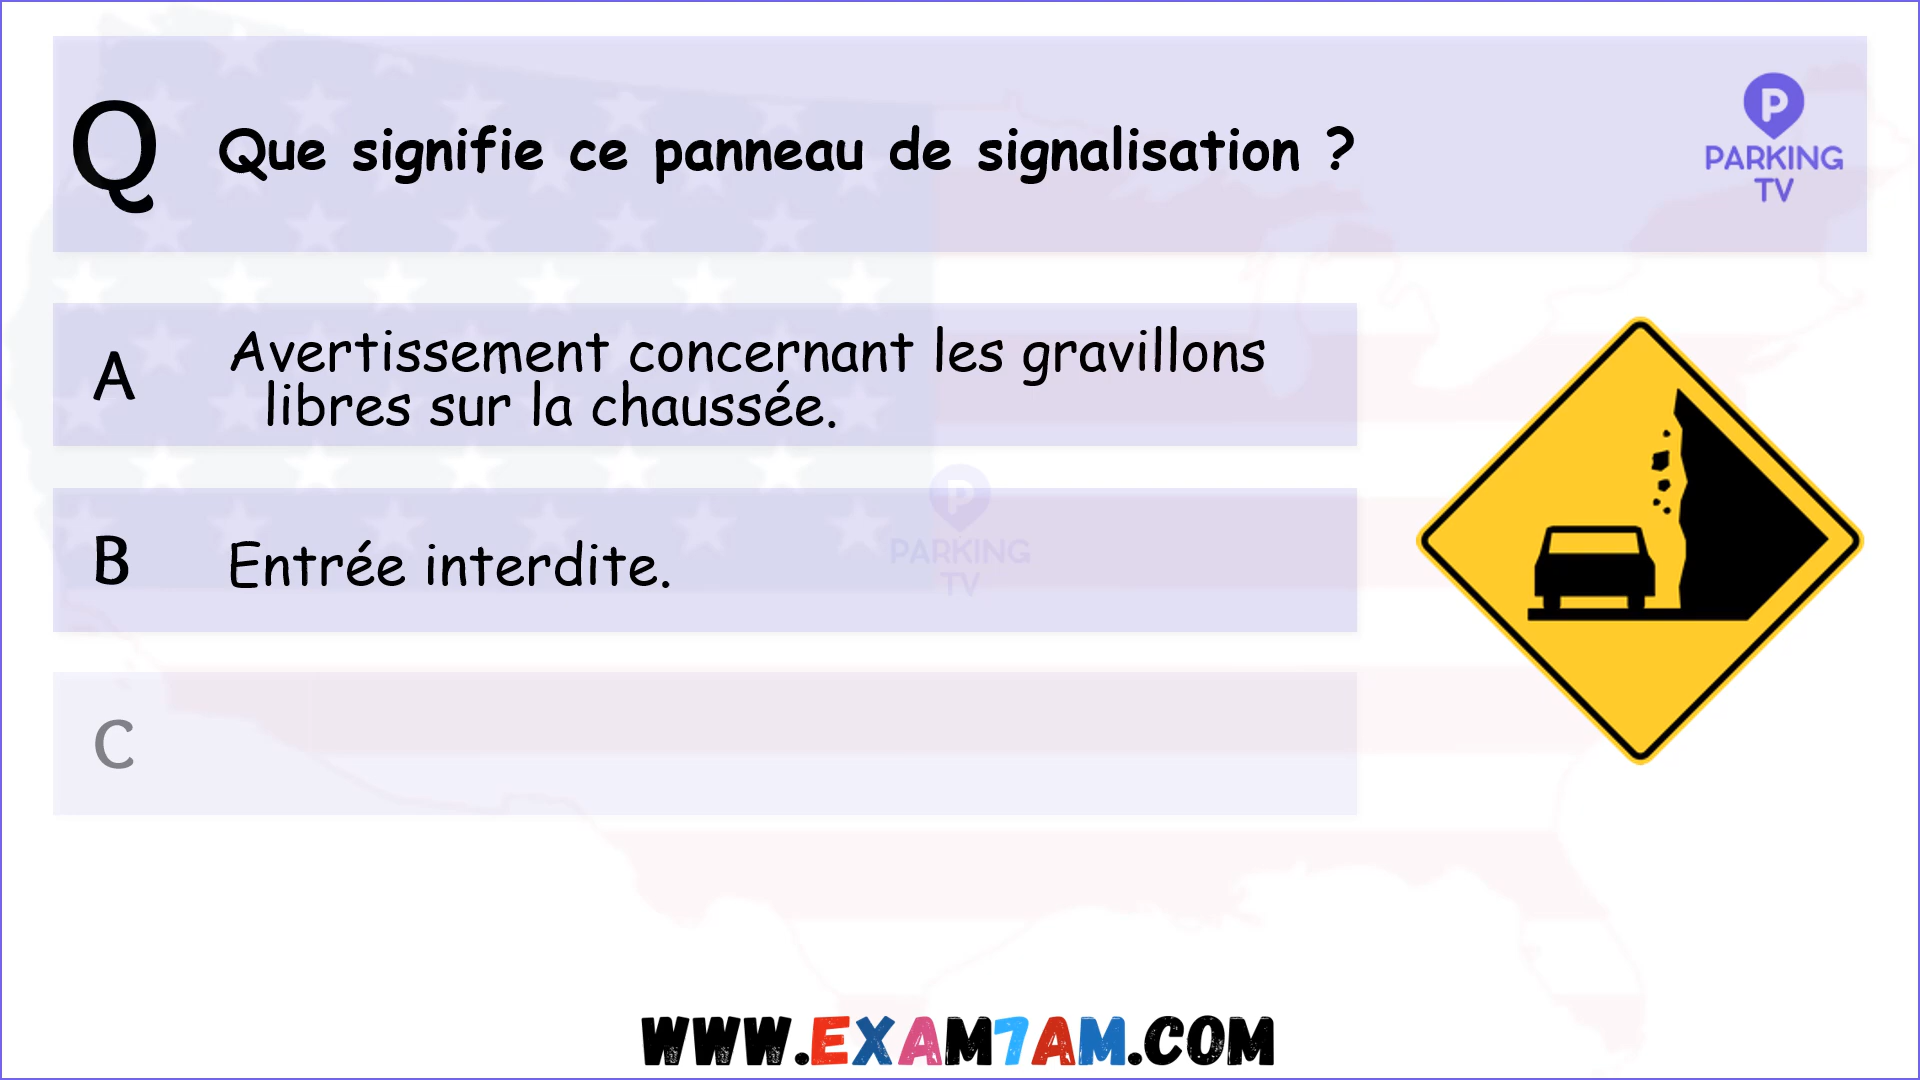 Q Que signifie ce panneau de signalisation ?
P
PARKING
TV
A Avertissement concernant les gravillons
libres sur la chaussée.
B Entrée interdite.
P
PARKING
TV
C
WWW.EXAM7AM.COM